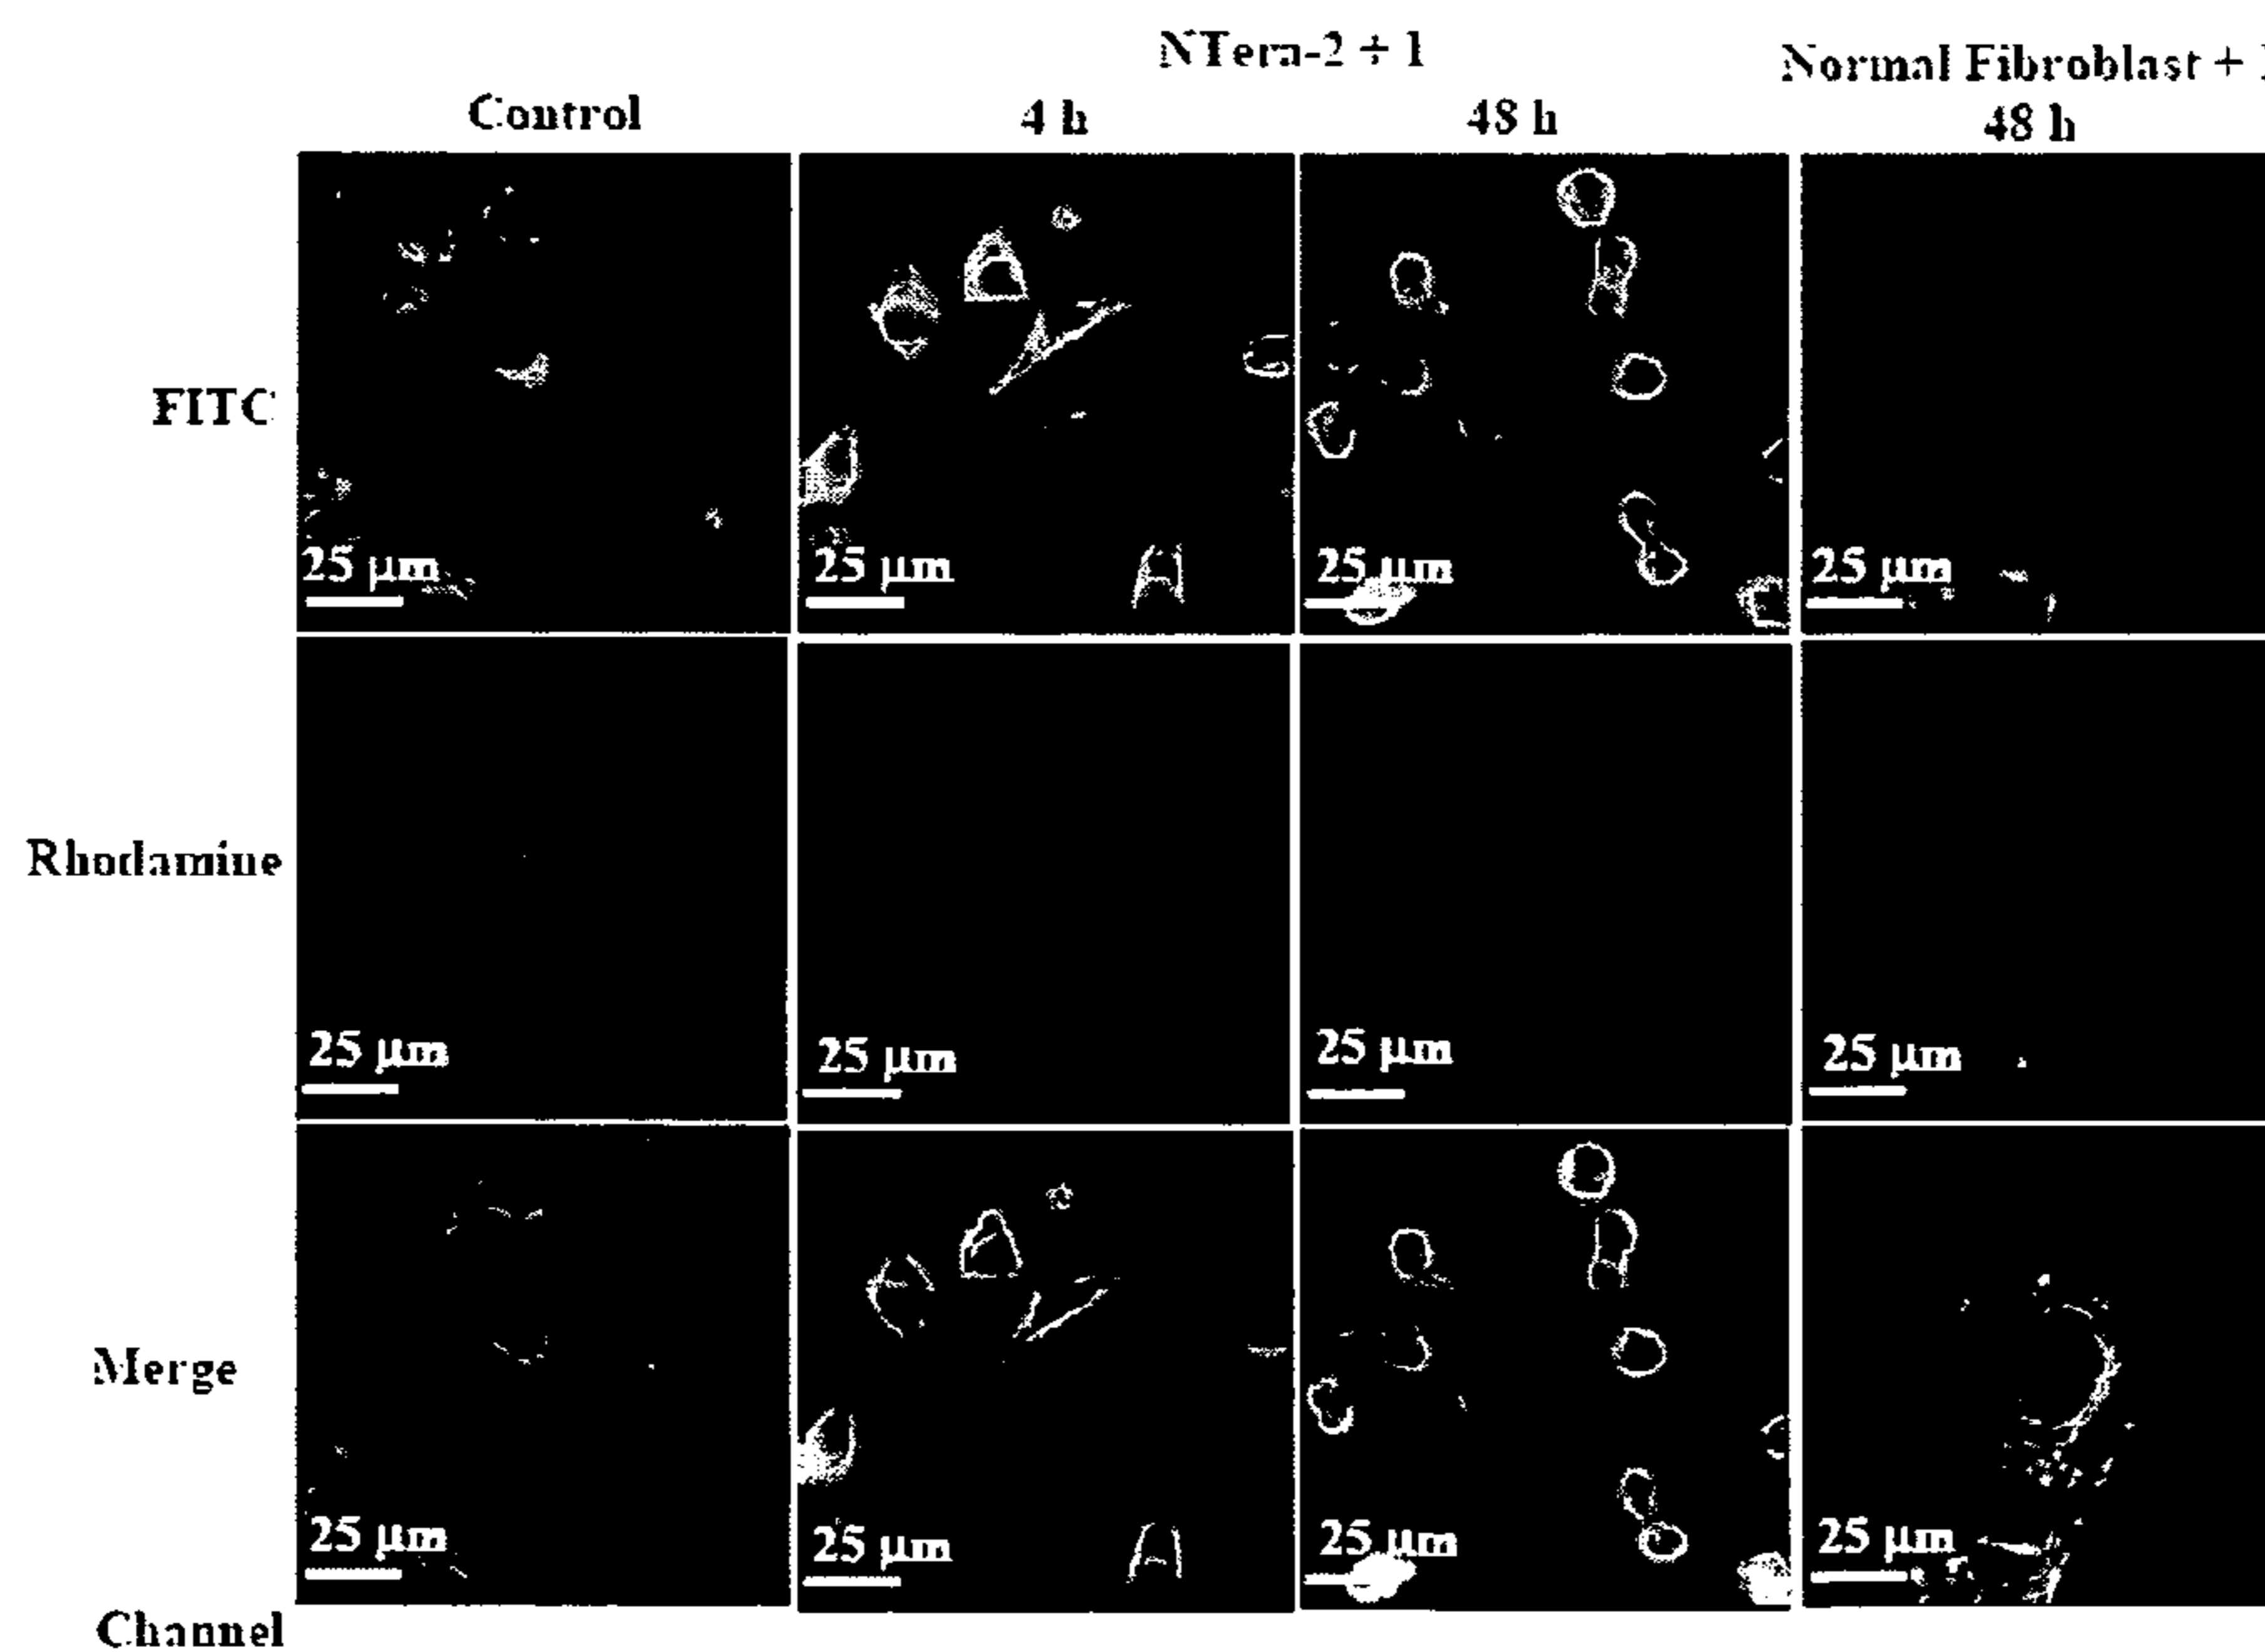 NTera-2 + 1
Normal Fibroblast +
Control
4 h
48 h
48 h
FITC
25 μm
25 μm
25 μm
25 μm
Rhodamine
25 μm
25 μm
25 μm
25 μm
Merge
25 μm
25 μm
25 μm
25 μm
Channel